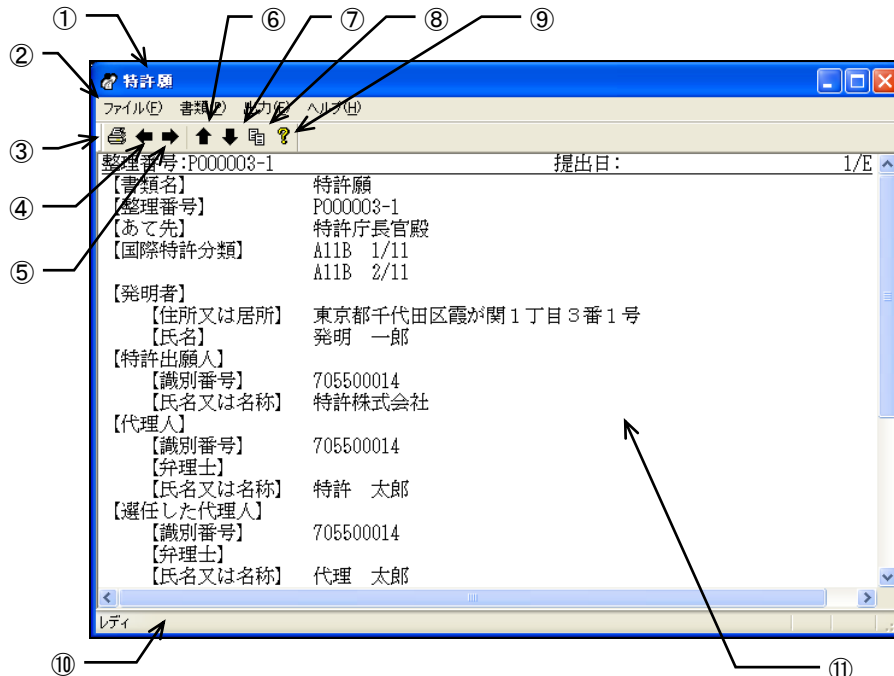 ① ⑥ ⑦ ⑧ ⑨
②
特許願
ファイル(F) 書類(P) 出力(E) ヘルプ(H)
③
整理番号:P000003-1 提出日: 1/E
【書類名】 特許願
④
【整理番号】 P000003-1
【あて先】 特許庁長官殿
⑤
【国際特許分類】 A11B 1/11
A11B 2/11
【発明者】
【住所又は居所】 東京都千代田区霞が関1丁目3番1号
【氏名】 発明 一郎
【特許出願人】
【識別番号】 705500014
【氏名又は名称】 特許株式会社
【代理人】
【識別番号】 705500014
【弁理士】
【氏名又は名称】 特許 太郎
【選任した代理人】
【識別番号】 705500014
【弁理士】
【氏名又は名称】 代理 太郎
レディ
⑩ ⑪